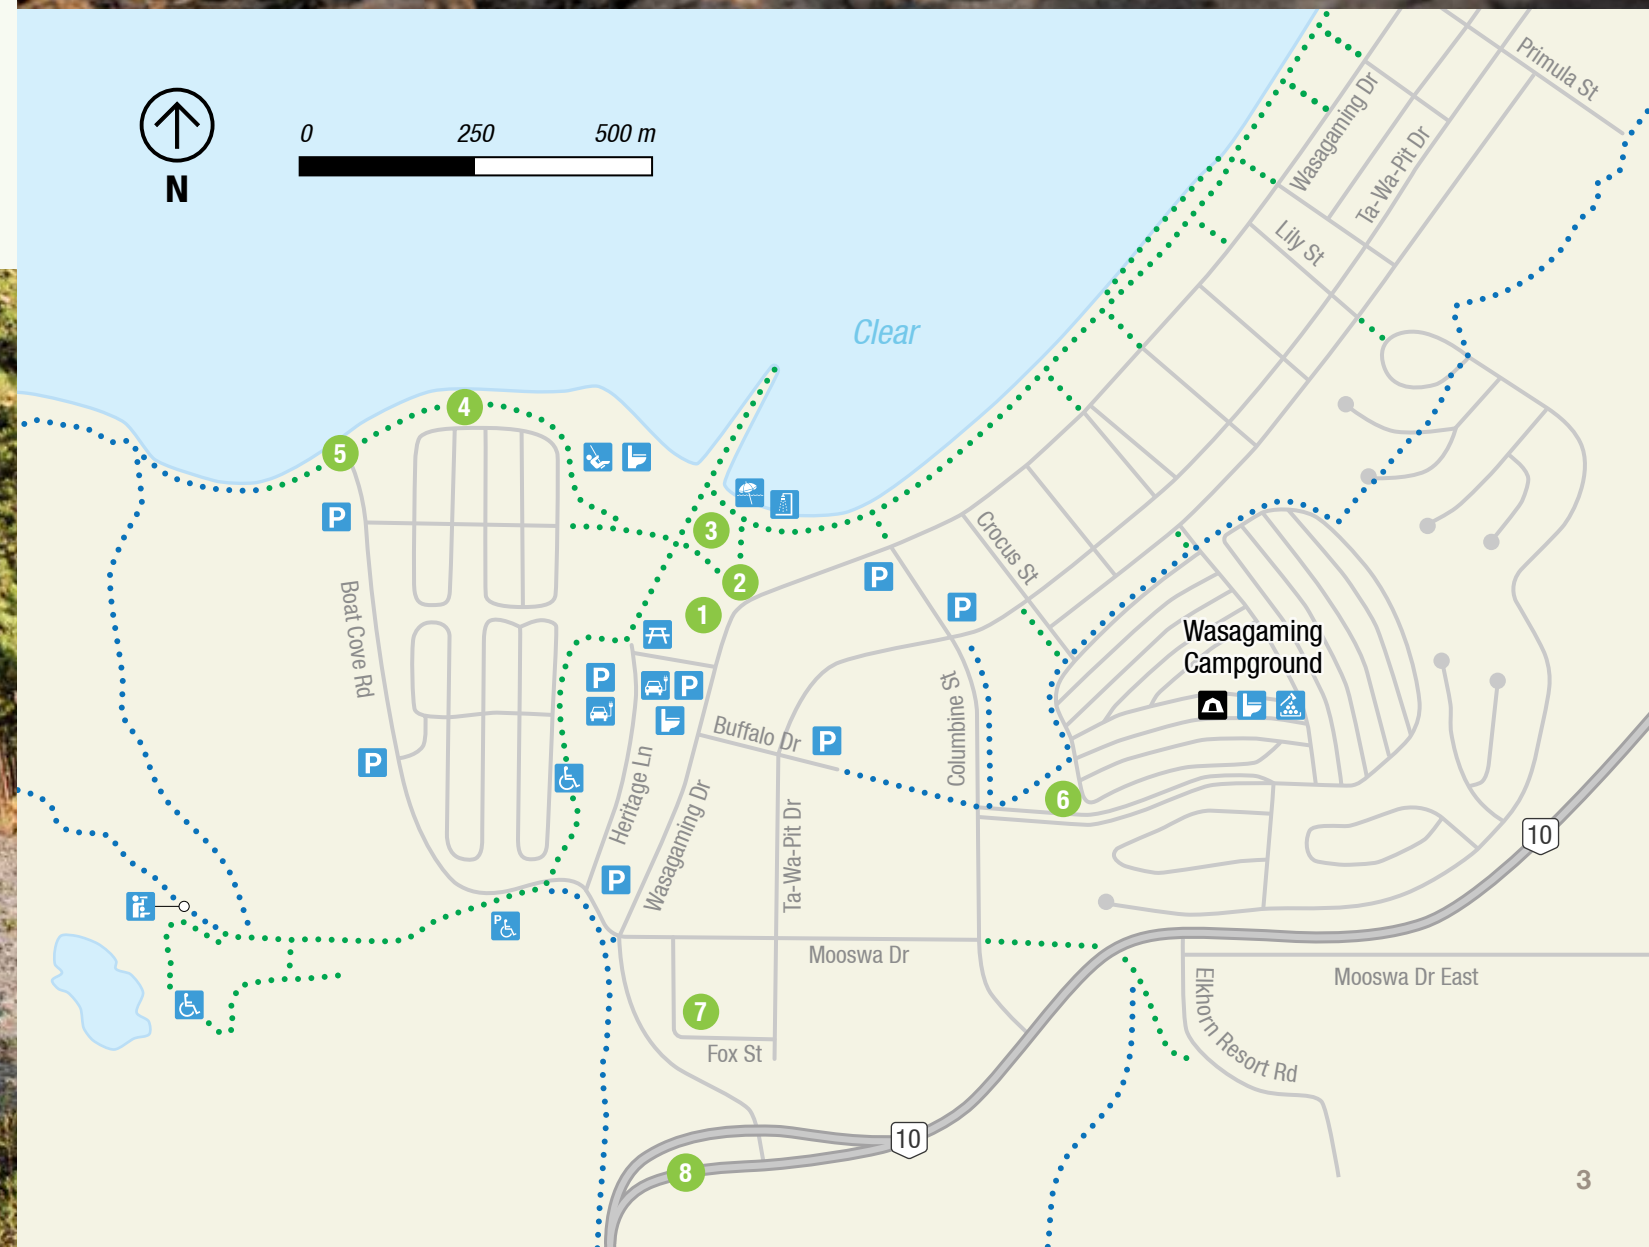 Primula St
0 250 500 m
N
Wasagaming Dr
Ta-Wa-Pit Dr
Lily St
Clear
4
5
P
3
2
1
Crocus St
P
P
Boat Cove Rd
Wasagaming
Campground
P
P
Columbine St
Buffalo Dr
P
P
6
Heritage Ln
Wasagaming Dr
Ta-Wa-Pit Dr
10
P
P
Mooswa Dr
Mooswa Dr East
Elkhorn Resort Rd
7
Fox St
10
8
3